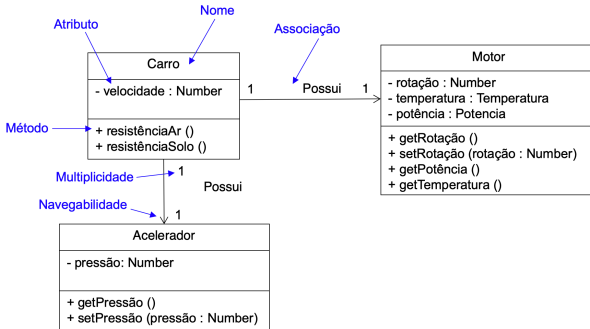 Nome
Atributo
Associação
Carro
Motor
- velocidade : Number
1
Possui
1
- rotação : Number
- temperatura : Temperatura
- potência : Potencia
Método
+ resistênciaAr ()
+ resistênciaSolo ()
+ getRotação ()
+ setRotação (rotação : Number)
+ getPotência ()
+ getTemperatura ()
Multiplicidade
1
Possui
Navegabilidade
1
Acelerador
- pressão: Number
+ getPressão ()
+ setPressão (pressão : Number)